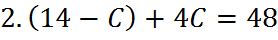 2.(14 − C) + 4C = 48